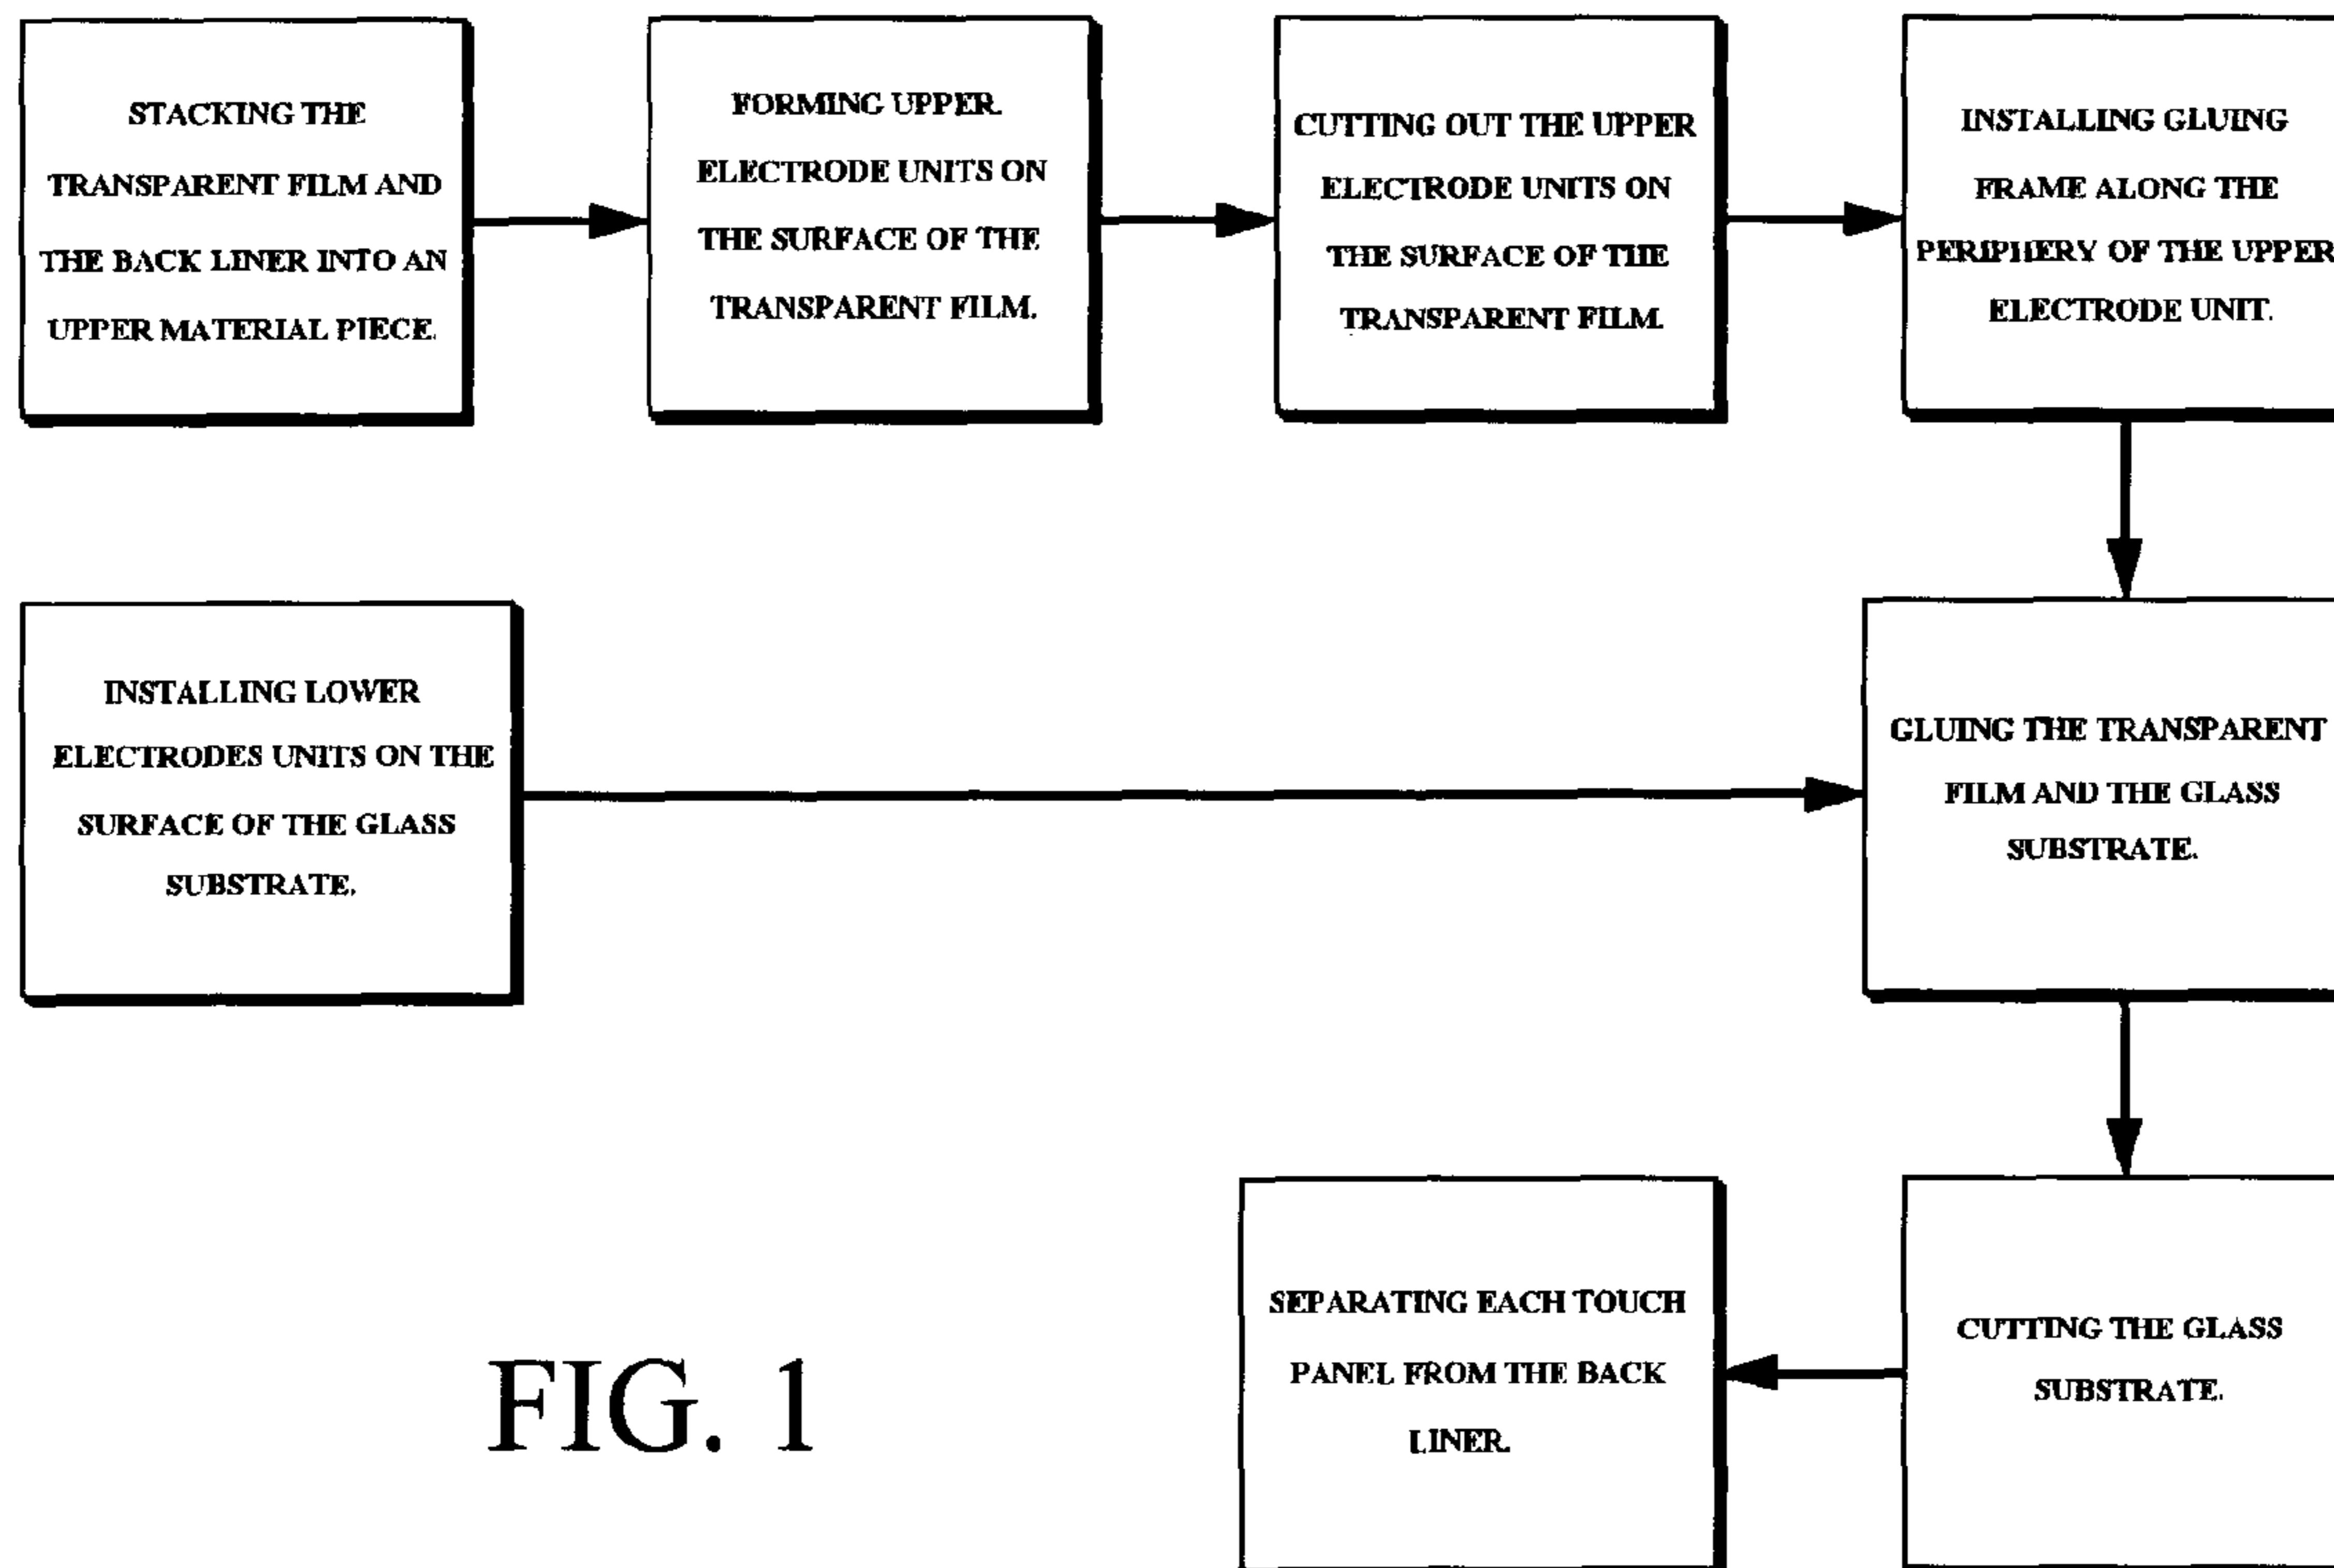 STACKING THE
TRANSPARENT FILM AND
THE BACK LINER INTO AN
UPPER MATERIAL PIECE.
FORMING UPPER.
ELECTRODE UNITS ON
THE SURFACE OF THE
TRANSPARENT FILM.
CUTTING OUT THE UPPER
ELECTRODE UNITS ON
THE SURFACE OF THE
TRANSPARENT FILM.
INSTALLING GLUING
FRAME ALONG THE
PERIPHERY OF THE UPPER
ELECTRODE UNIT.
INSTALLING LOWER
ELECTRODES UNITS ON THE
SURFACE OF THE GLASS
SUBSTRATE.
GLUING THE TRANSPARENT
FILM AND THE GLASS
SUBSTRATE.
SEPARATING EACH TOUCH
PANEL FROM THE BACK
LINER.
CUTTING THE GLASS
SUBSTRATE.
FIG. 1